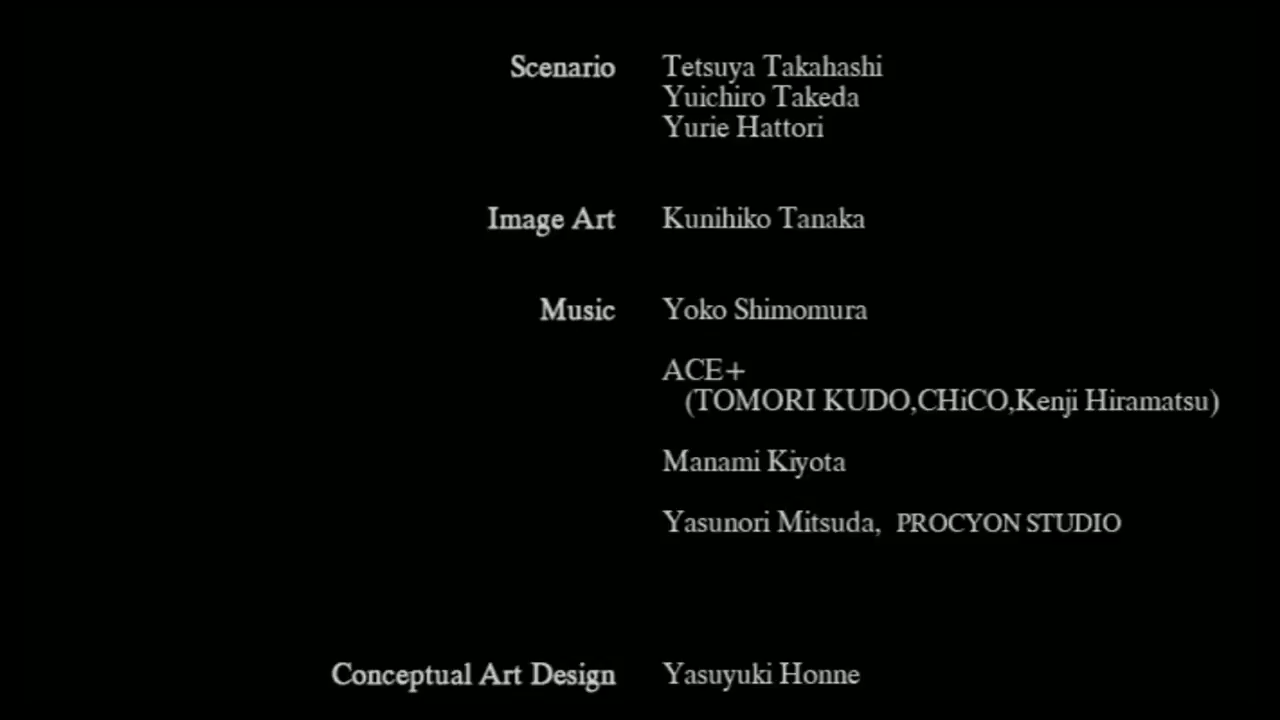 Scenario Tetsuya Takahashi
Yuichiro Takeda
Yurie Hattori
Image Art Kunihiko Tanaka
Music Yoko Shimomura
ACE+
(TOMORI KUDO,CHiCO,Kenji Hiramatsu)
Manami Kiyota
Yasunori Mitsuda, PROCYON STUDIO
Conceptual Art Design Yasuyuki Honne